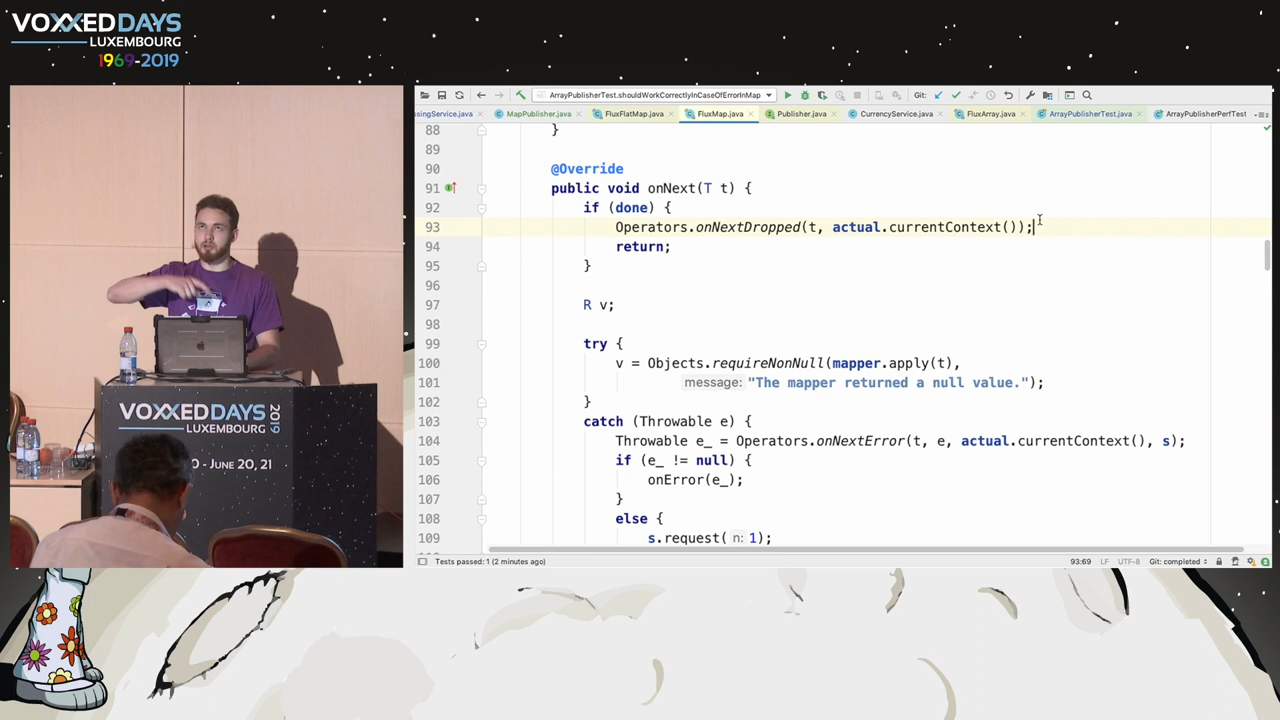 VOXXEDDAYS
LUXEMBOURG
1969-2019
ArrayPublisherTest.shouldWorkCorrectlyInCaseOfErrorInMap
Git:
ssingService.java
MapPublisher.java
FluxFlatMap.java
FluxMap.java
Publisher.java
CurrencyService.java
FluxArray.java
ArrayPublisherTest.java
ArrayPublisherPerfTest
88 }
89
90 @Override
91 public void onNext(T t) {
92 if (done) {
93 Operators.onNextDropped(t, actual.currentContext());
94 return;
95 }
96
97 R v;
98
99 try {
100 v = Objects.requireNonNull(mapper.apply(t),
101 message: "The mapper returned a null value.");
102 }
103 catch (Throwable e) {
104 Throwable e_ = Operators.onNextError(t, e, actual.currentContext(), s);
105 if (e_ != null) {
106 onError(e_);
107 }
108 else {
109 s.request( n: 1);
Tests passed: 1 (2 minutes ago)
93:69 LF UTF-8 Git: completed
VOXXEDDAYS
LUXEMBOURG
2019
0 - JUNE 20, 21